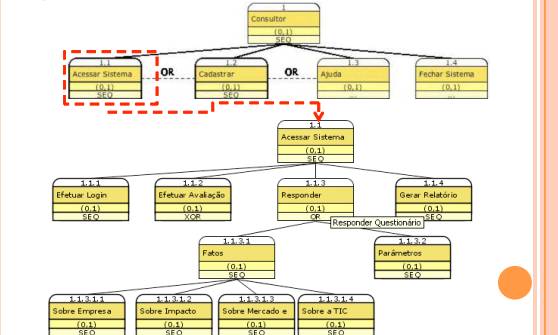 1
Consultor
(0,1)
SEQ
1.1
Acessar Sistema
(0,1)
SEQ
OR
1.2
Cadastrar
(0,1)
SEQ
OR
1.3
Ajuda
(0,1)
...
1.4
Fechar Sistema
(0,1)
...
1.1
Acessar Sistema
(0,1)
SEQ
1.1.1
Efetuar Login
(0,1)
SEQ
1.1.2
Efetuar Avaliação
(0,1)
XOR
1.1.3
Responder
(0,1)
OR
1.1.4
Gerar Relatório
(0,1)
SEQ
Responder Questionário
1.1.3.1
Fatos
(0,1)
SEQ
1.1.3.2
Parâmetros
(0,1)
SEQ
1.1.3.1.1
Sobre Empresa
(0,1)
SEQ
1.1.3.1.2
Sobre Impacto
(0,1)
SEQ
1.1.3.1.3
Sobre Mercado e
(0,1)
SEQ
1.1.3.1.4
Sobre a TIC
(0,1)
SEQ